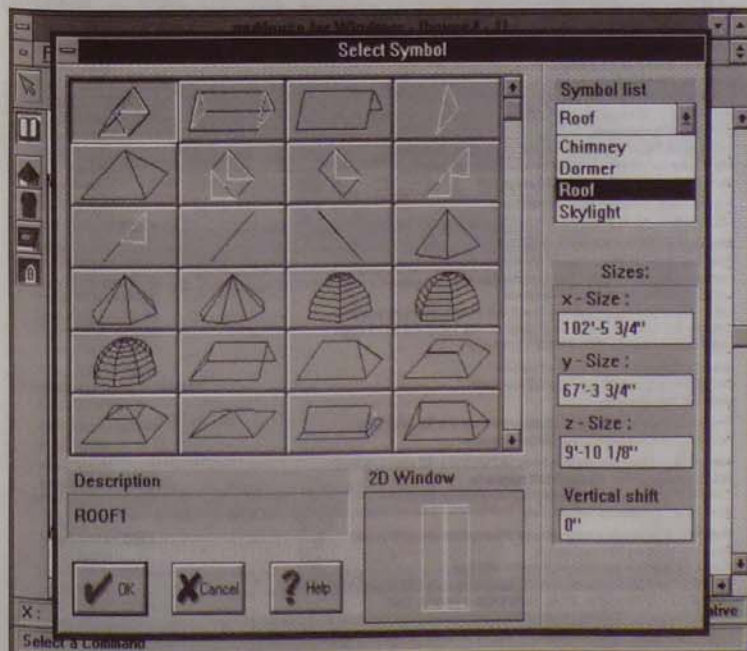 Select Symbol
Symbol list
Roof
Chimney
Dormer
Roof
Skylight
Sizes:
x - Size :
102'-5 3/4"
y - Size :
67'-3 3/4"
z - Size :
9'-10 1/8"
Vertical shift
0"
Description
ROOF1
2D Window
OK
Cancel
? Help
X :
Select a Command